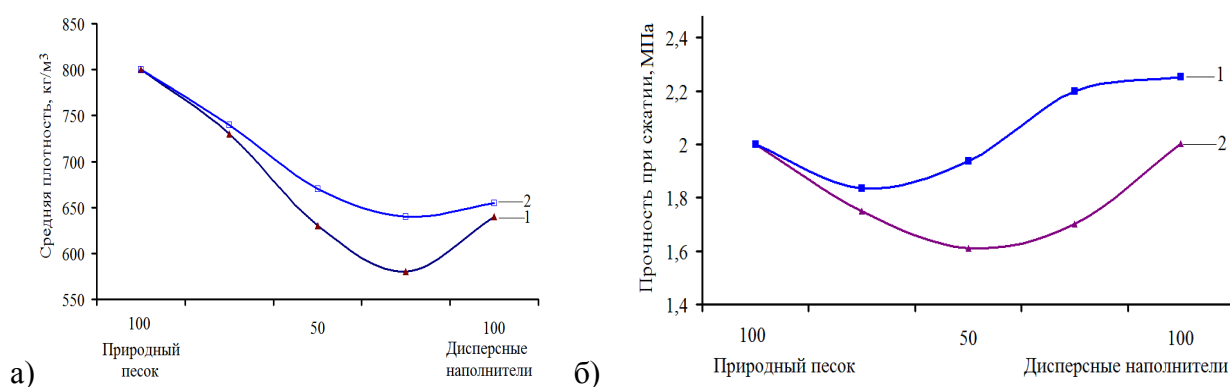 Средняя плотность, кг/м3
850
800
750
700
650
600
550
2
1
100
50
100
Природный
песок
Дисперсные
наполнители
а)
Прочность при сжатии, МПа
2,4
2,2
2
1,8
1,6
1,4
1
2
100
50
100
Природный песок
Дисперсные наполнители
б)